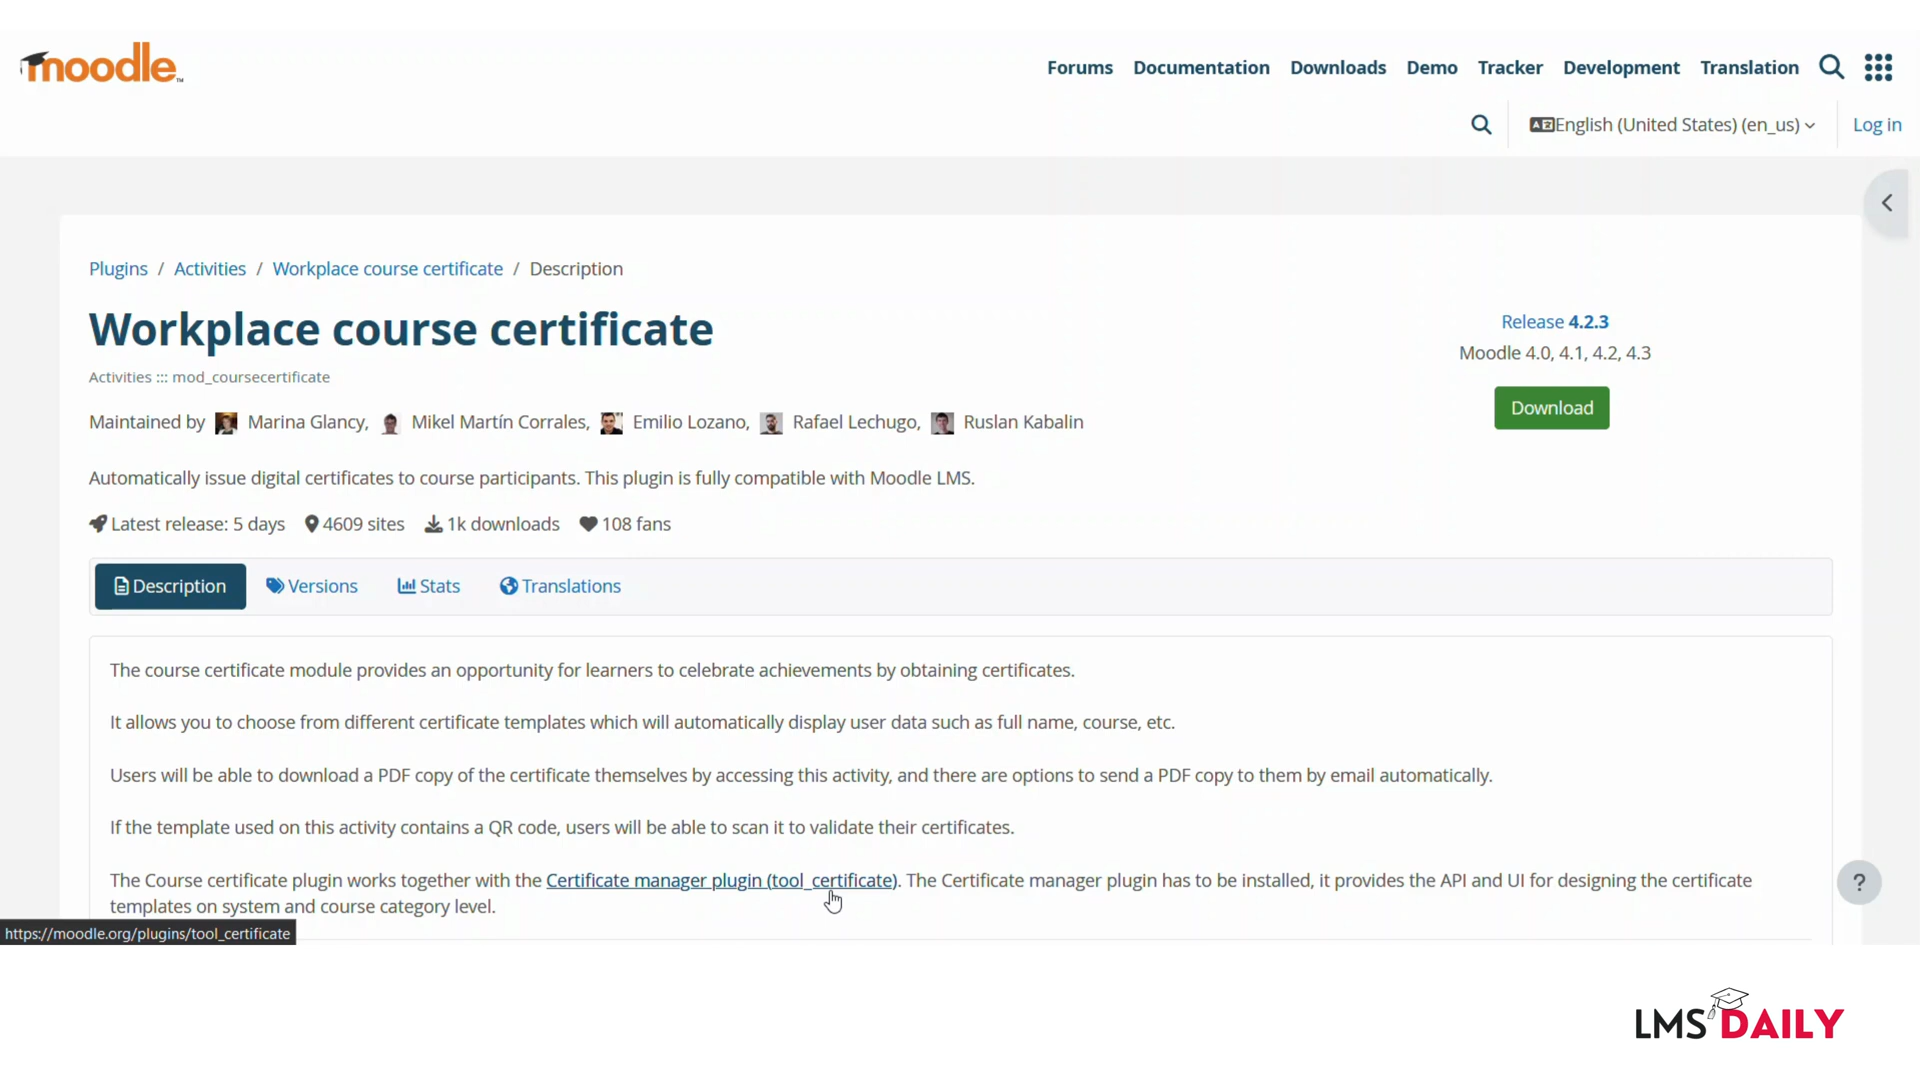 moodle
Forums Documentation Downloads Demo Tracker Development Translation
English (United States) (en_us) Log in
Plugins / Activities / Workplace course certificate / Description
Workplace course certificate
Release 4.2.3
Moodle 4.0, 4.1, 4.2, 4.3
Download
Activities ::: mod_coursecertificate
Maintained by Marina Glancy, Mikel Martín Corrales, Emilio Lozano, Rafael Lechugo, Ruslan Kabalin
Automatically issue digital certificates to course participants. This plugin is fully compatible with Moodle LMS.
Latest release: 5 days 4609 sites 1k downloads 108 fans
Description Versions Stats Translations
The course certificate module provides an opportunity for learners to celebrate achievements by obtaining certificates.
It allows you to choose from different certificate templates which will automatically display user data such as full name, course, etc.
Users will be able to download a PDF copy of the certificate themselves by accessing this activity, and there are options to send a PDF copy to them by email automatically.
If the template used on this activity contains a QR code, users will be able to scan it to validate their certificates.
The Course certificate plugin works together with the Certificate manager plugin (tool_certificate). The Certificate manager plugin has to be installed, it provides the API and UI for designing the certificate
templates on system and course category level.
?
https://moodle.org/plugins/tool_certificate
LMS DAILY